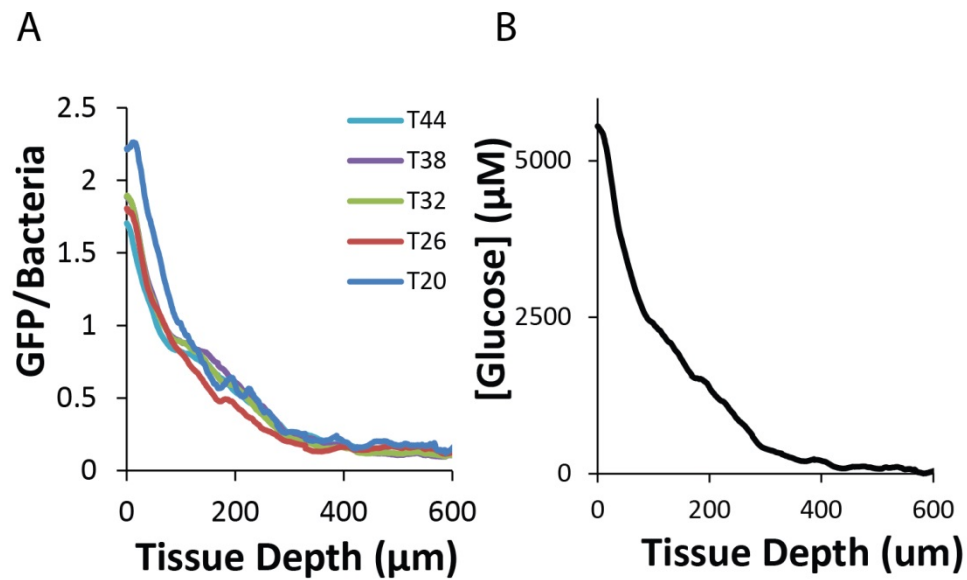 A
B
GFP/Bacteria
2.5
2
1.5
1
0.5
0
0
200
400
600
Tissue Depth (μm)
T44
T38
T32
T26
T20
[Glucose] (μM)
5000
2500
0
0
200
400
600
Tissue Depth (um)